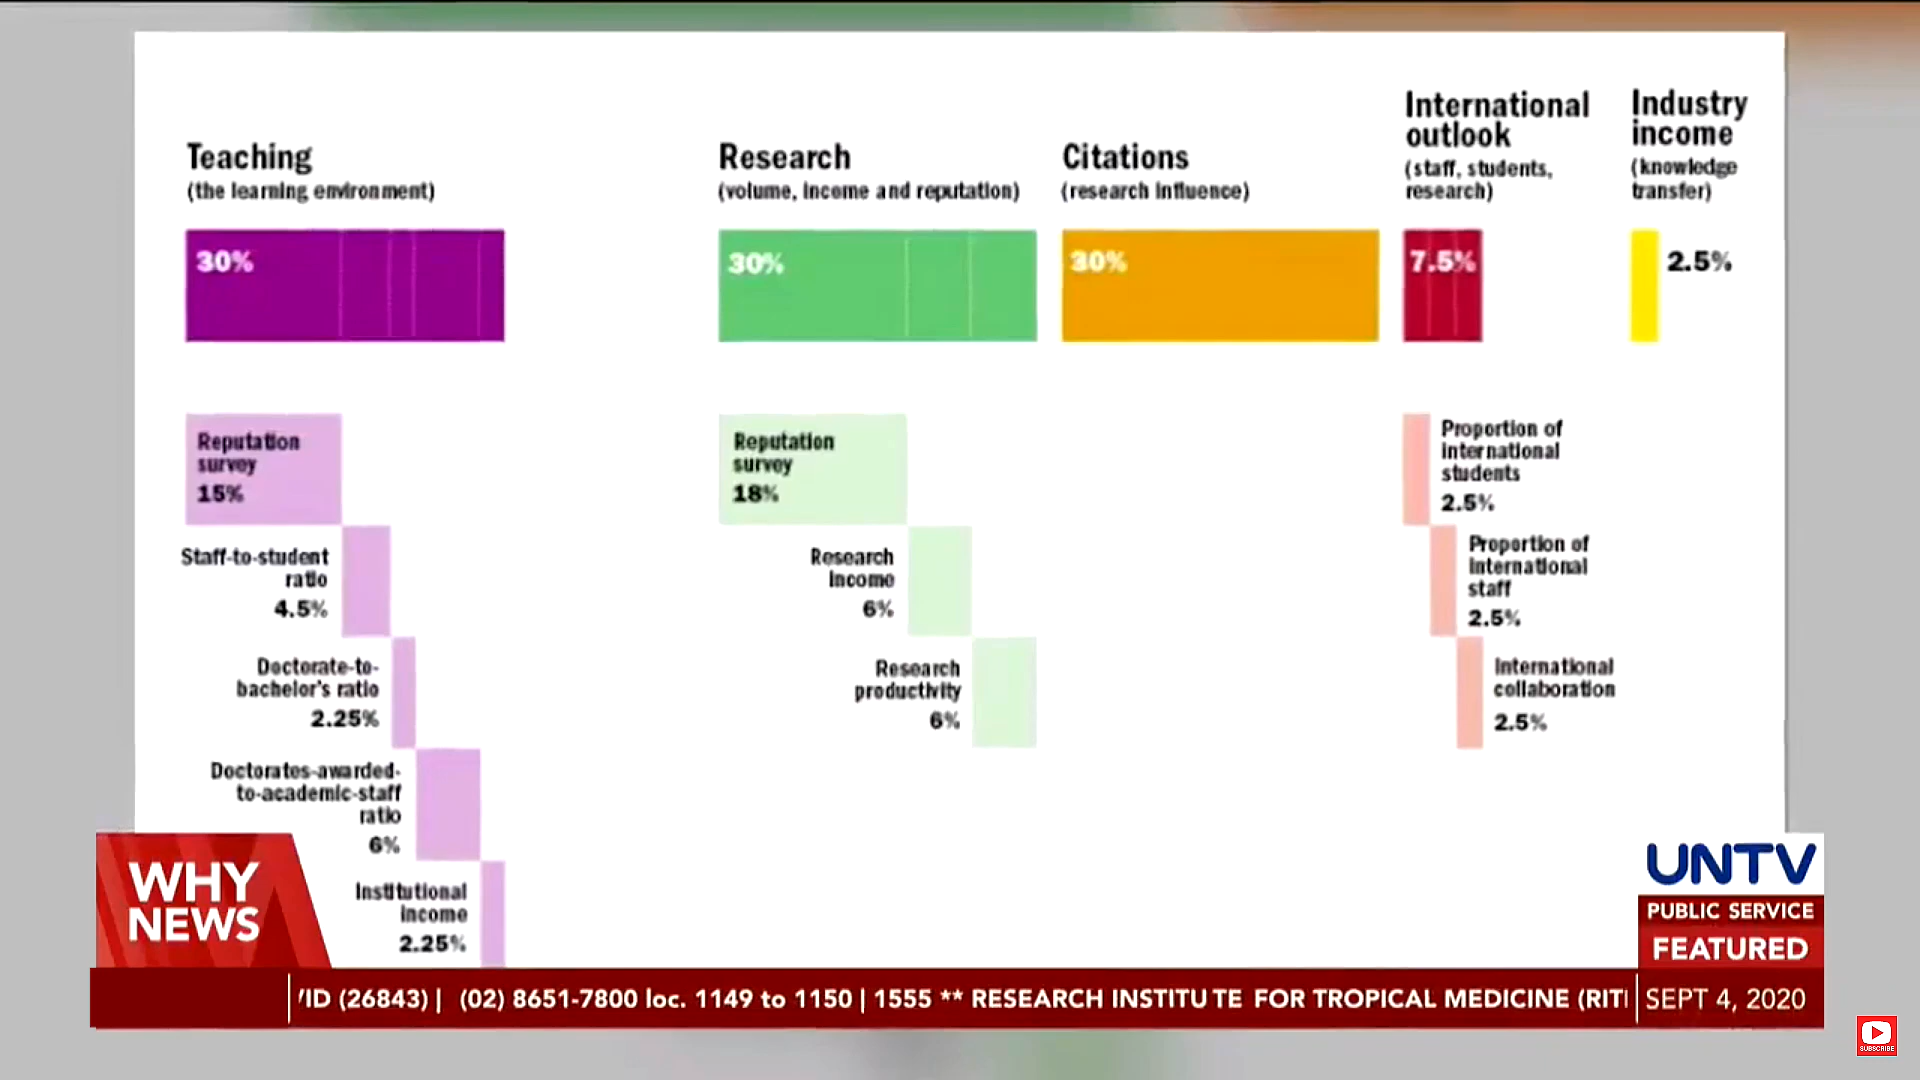 Teaching
(the learning environment)
30%
Reputation
survey
15%
Staff-to-student
ratio
4.5%
Doctorate-to-
bachelor's ratio
2.25%
Doctorates-awarded-
to-academic-staff
ratio
6%
Institutional
income
2.25%
Research
(volume, income and reputation)
30%
Reputation
survey
18%
Research
income
6%
Research
productivity
6%
Citations
(research influence)
30%
International
outlook
(staff, students,
research)
7.5%
Proportion of
international
students
2.5%
Proportion of
international
staff
2.5%
International
collaboration
2.5%
Industry
income
(knowledge
transfer)
2.5%
WHY
NEWS
UNTV
PUBLIC SERVICE
FEATURED
(26843) | (02) 8651-7800 loc. 1149 to 1150 | 1555 ** RESEARCH INSTITUTE FOR TROPICAL MEDICINE
SEPT 4, 2020
SUBSCRIBE